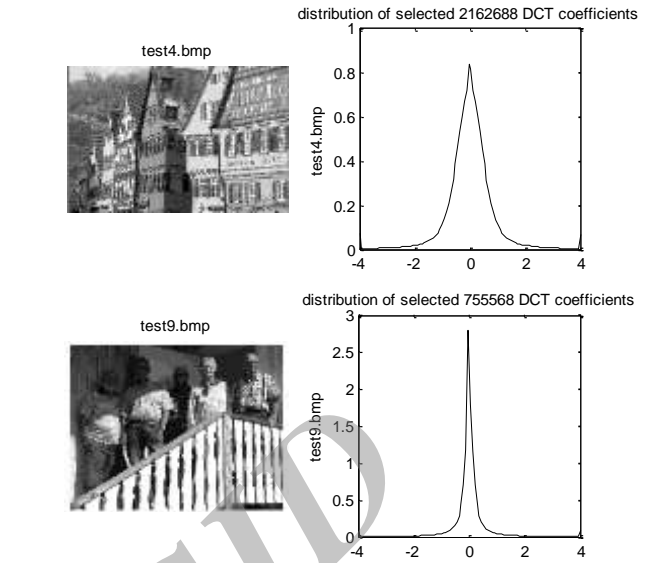 distribution of selected 2162688 DCT coefficients
test4.bmp
1
0.8
0.6
0.4
0.2
0
test4.bmp
-4 -2 0 2 4
distribution of selected 755568 DCT coefficients
test9.bmp
3
2.5
2
1.5
1
0.5
0
test9.bmp
-4 -2 0 2 4